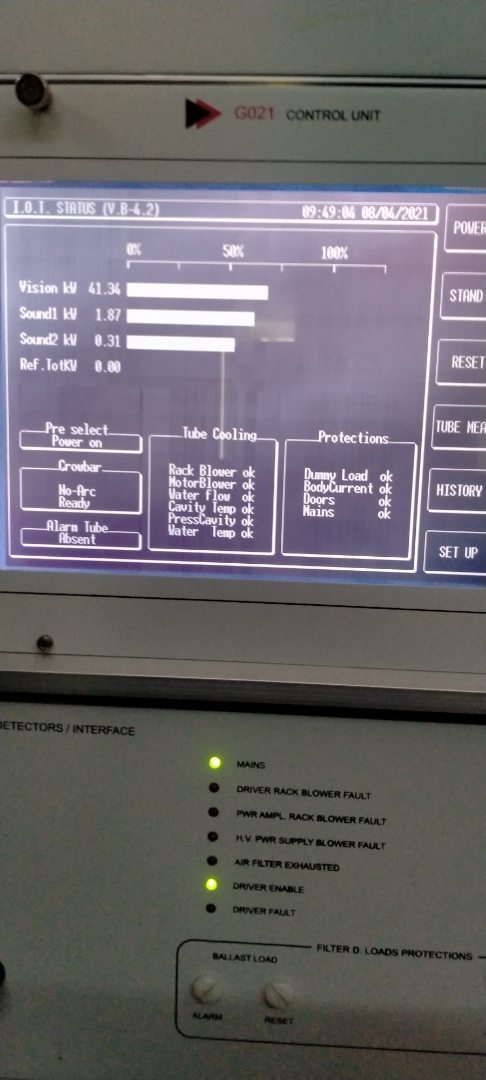 G021 CONTROL UNIT
I.O.T. STATUS (V.B-4.2) 09:49:04 08/04/2021
0% 50% 100%
Vision kW 41.34
Sound1 kW 1.87
Sound2 kW 0.31
Ref.TotKW 0.00
POWER
STAND
RESET
TUBE MEA
HISTORY
SET UP
Pre select
Power on
Crowbar
No-Arc
Ready
Alarm Tube
Absent
Tube Cooling
Rack Blower ok
MotorBlower ok
Water flow ok
Cavity Temp ok
PressCavity ok
Water Temp ok
Protections
Dummy Load ok
BodyCurrent ok
Doors ok
Mains ok
DETECTORS / INTERFACE
MAINS
DRIVER RACK BLOWER FAULT
PWR AMPL. RACK BLOWER FAULT
H.V. PWR SUPPLY BLOWER FAULT
AIR FILTER EXHAUSTED
DRIVER ENABLE
DRIVER FAULT
FILTER D. LOADS PROTECTIONS
BALLAST LOAD
ALARM
RESET